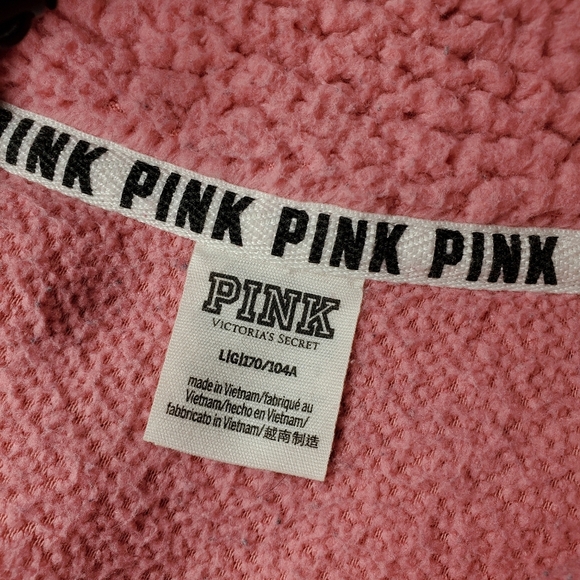 PINK PINK PINK PINK
PINK
VICTORIA'S SECRET
L|G|170/104A
made in Vietnam/fabriqué au
Vietnam/hecho en Vietnam/
fabbricato in Vietnam/越南制造